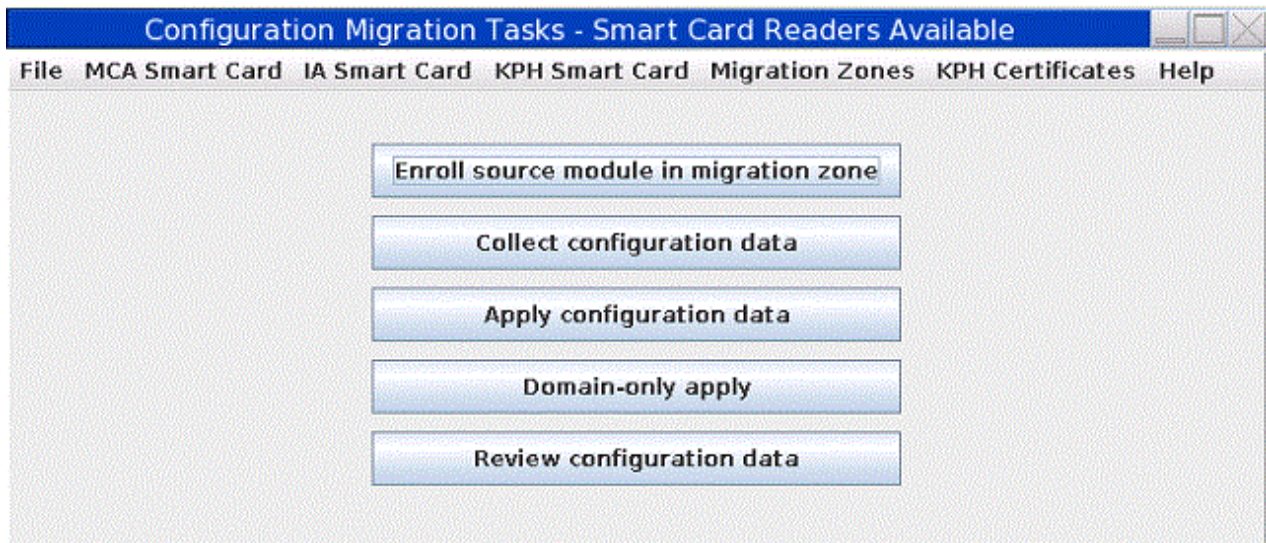 Configuration Migration Tasks - Smart Card Readers Available
File MCA Smart Card IA Smart Card KPH Smart Card Migration Zones KPH Certificates Help
Enroll source module in migration zone
Collect configuration data
Apply configuration data
Domain-only apply
Review configuration data